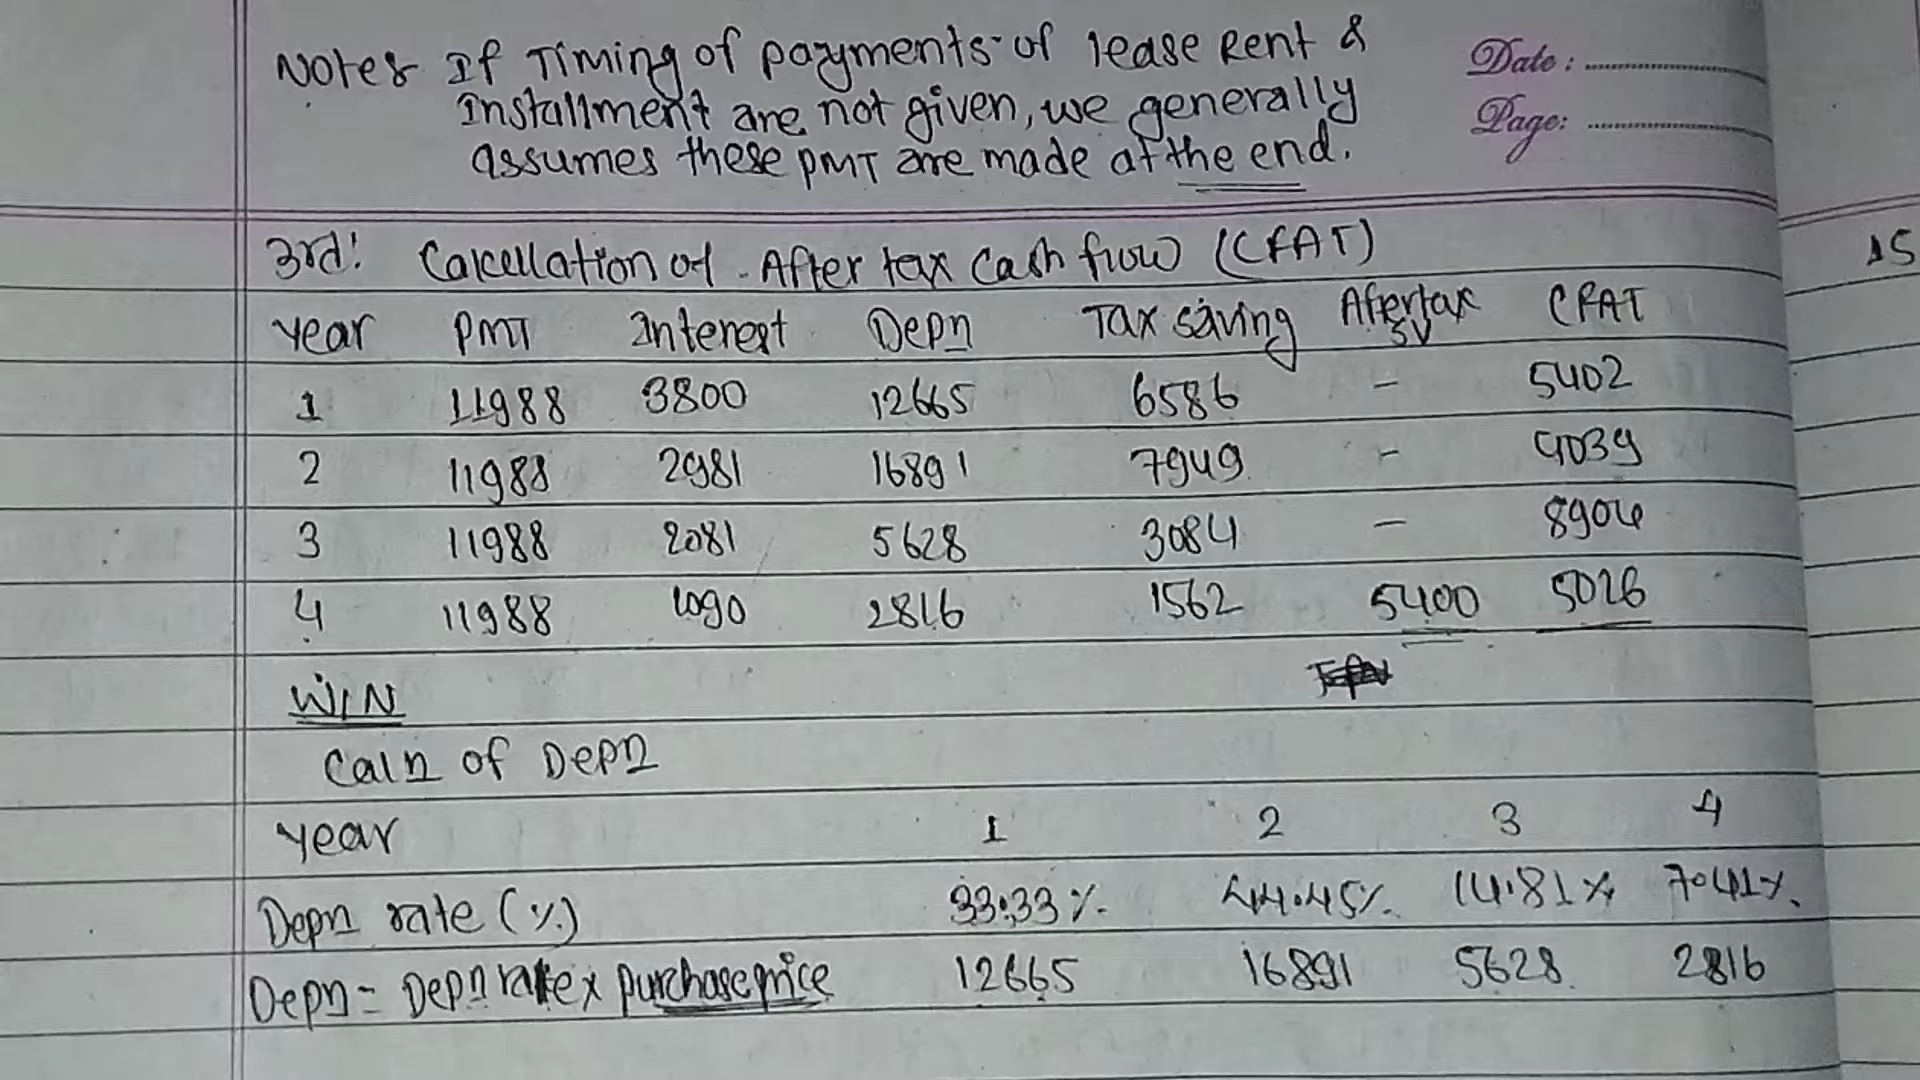 Notes If Timing of payments of lease Rent &
Installment are not given, we generally
assumes these PMT are made at the end.
Date :
Page:
3rd! Calcellation of After tax Cash flow (CFAT)
15
Year PMT Interest Depn Tax saving Afertax SV CFAT
1 11988 3800 12665 6586 - 5402
2 11988 2981 16891 7949 - 4039
3 11988 2081 5628 3084 - 8904
4 11988 1090 2816 1562 5400 5026
W/N
Caln of Depn
Year 1 2 3 4
Depn rate (%) 33.33% 44.45% 14.81% 7.41%
Depn = Depn rate x purchase price 12665 16891 5628 2816